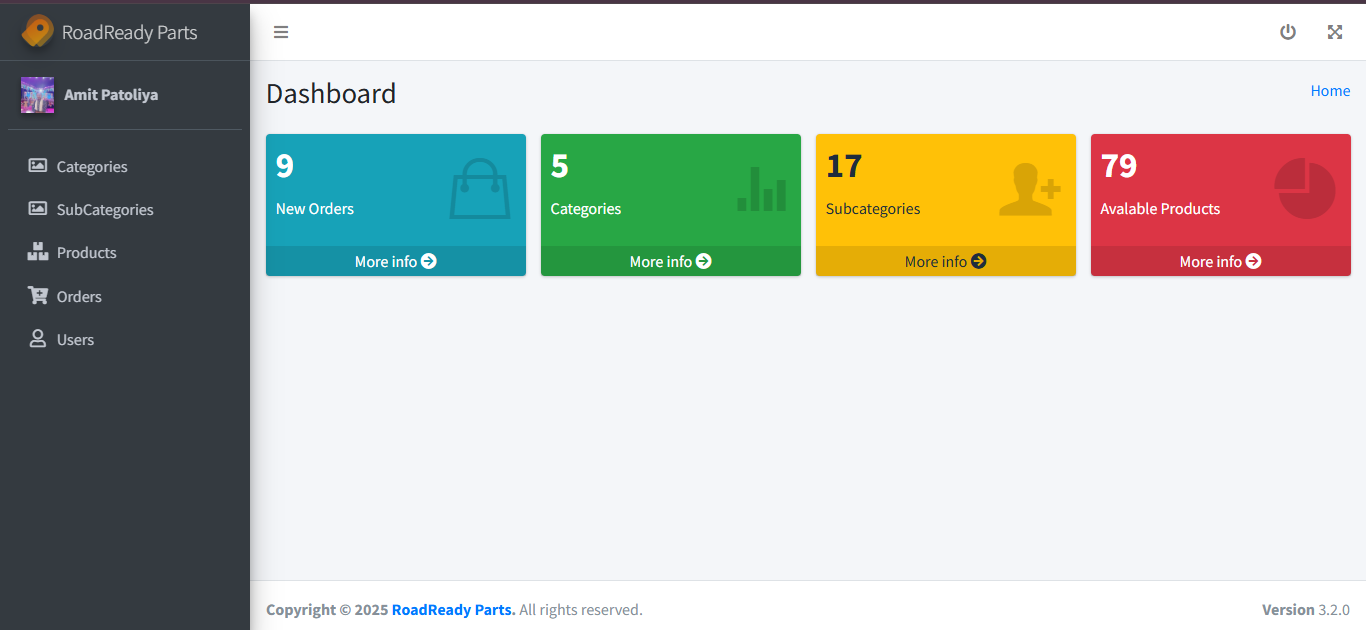 RoadReady Parts
Amit Patoliya
Categories
SubCategories
Products
Orders
Users
Dashboard
Home
9
New Orders
More info
5
Categories
More info
17
Subcategories
More info
79
Avalable Products
More info
Copyright © 2025 RoadReady Parts. All rights reserved.
Version 3.2.0